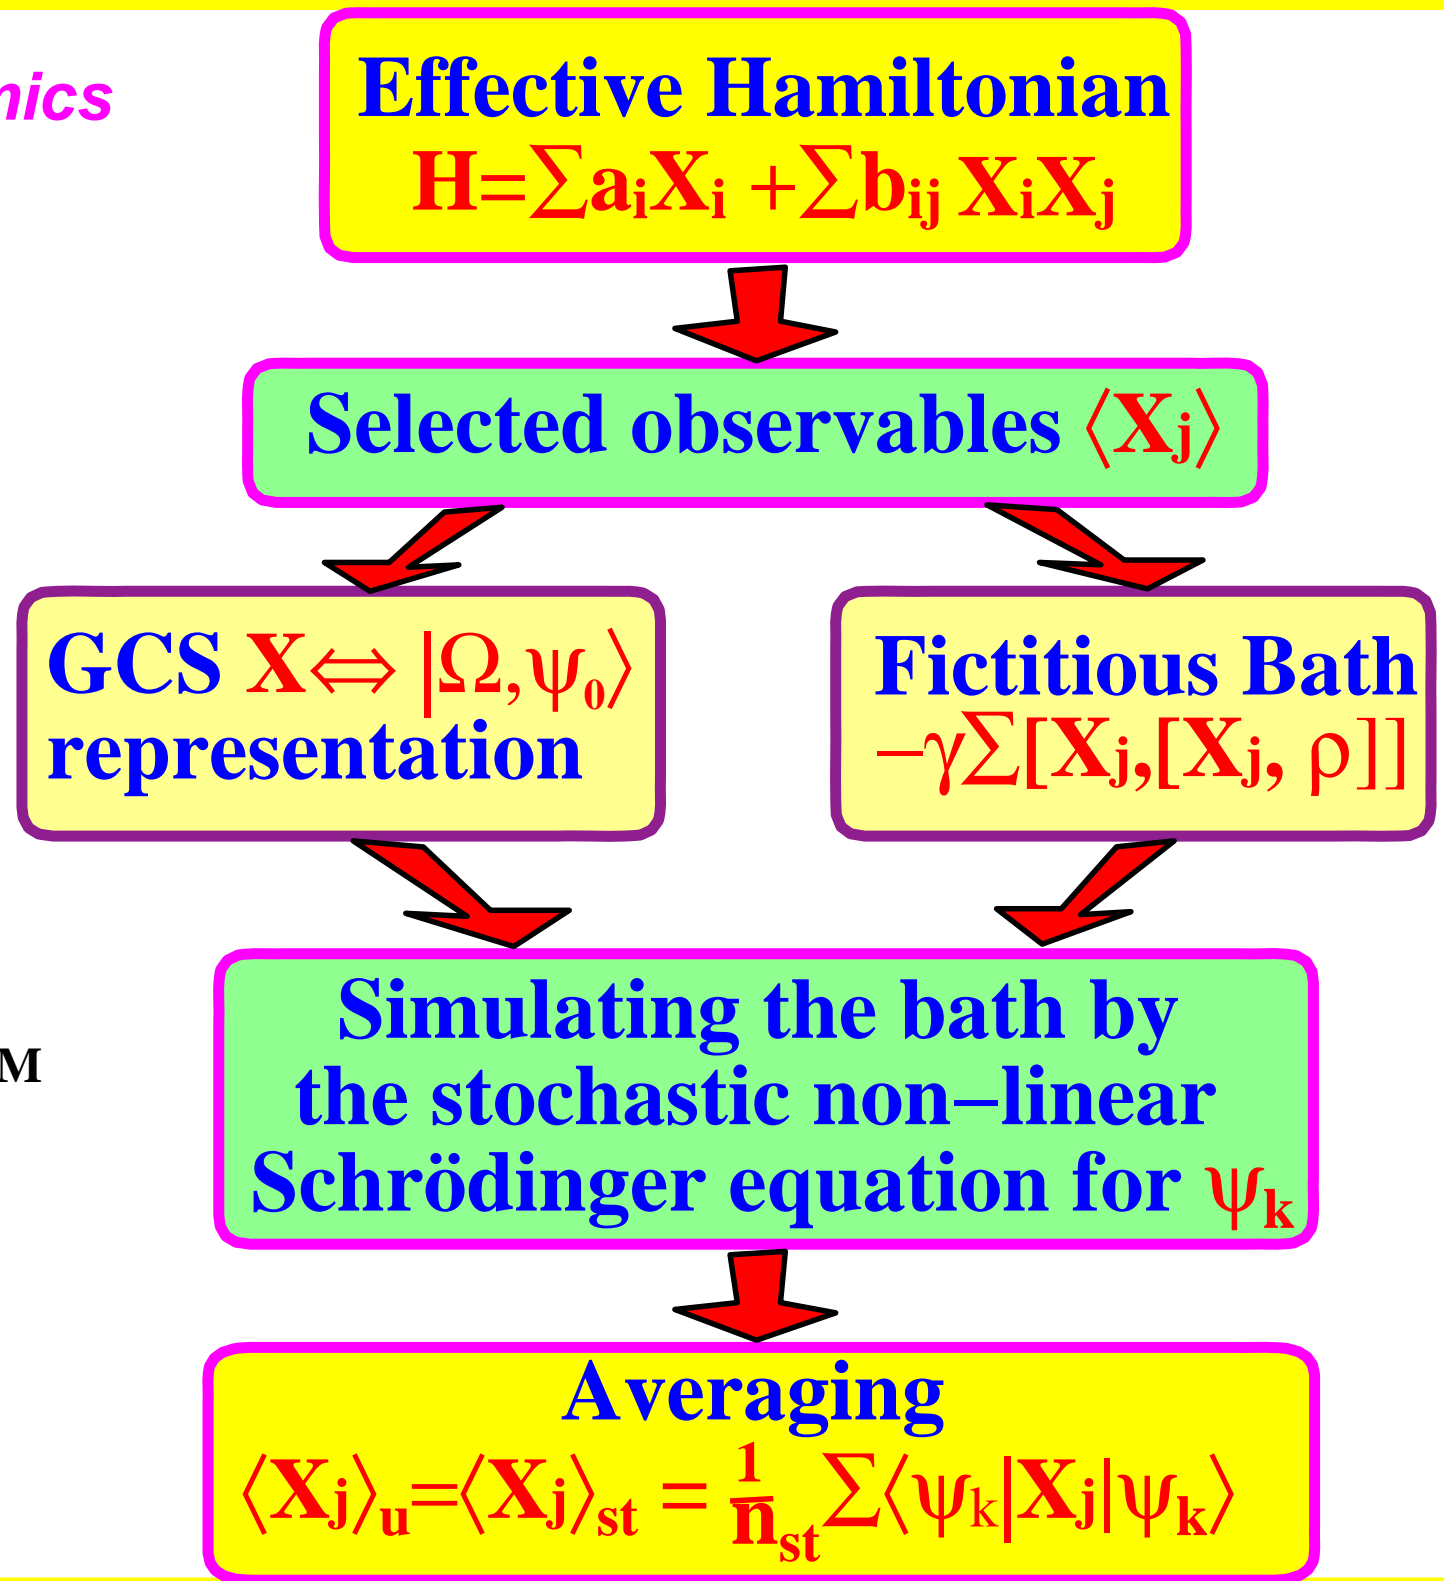 mics
Effective Hamiltonian
H=∑aᵢXᵢ +∑bᵢⱼ XᵢXⱼ
Selected observables ⟨Xⱼ⟩
GCS X⇔ |Ω,ψ₀⟩
representation
Fictitious Bath
−γ∑[Xⱼ,[Xⱼ, ρ]]
M
Simulating the bath by
the stochastic non−linear
Schrödinger equation for ψₖ
Averaging
⟨Xⱼ⟩ᵤ=⟨Xⱼ⟩ₛₜ = 1/nₛₜ ∑⟨ψₖ|Xⱼ|ψₖ⟩